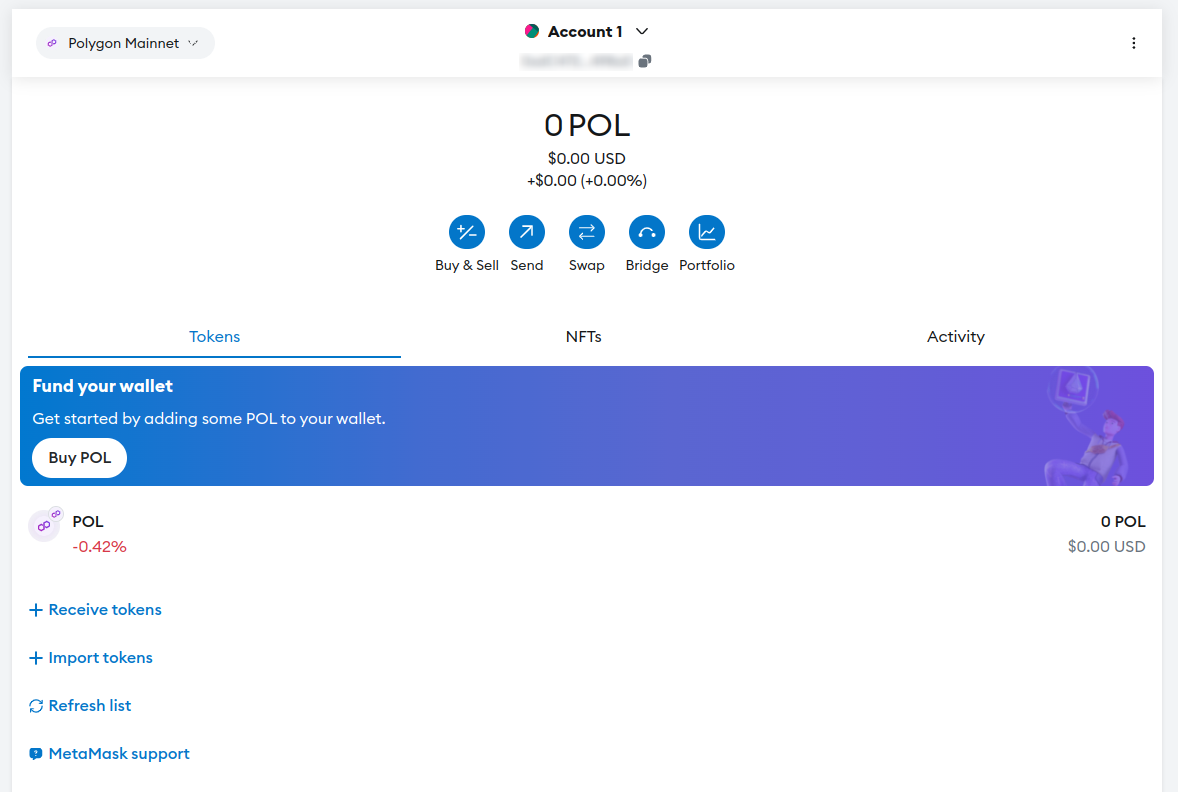 Polygon Mainnet
Account 1
0 POL
$0.00 USD
+$0.00 (+0.00%)
Buy & Sell Send Swap Bridge Portfolio
Tokens NFTs Activity
Fund your wallet
Get started by adding some POL to your wallet.
Buy POL
POL 0 POL
-0.42% $0.00 USD
Receive tokens
Import tokens
Refresh list
MetaMask support